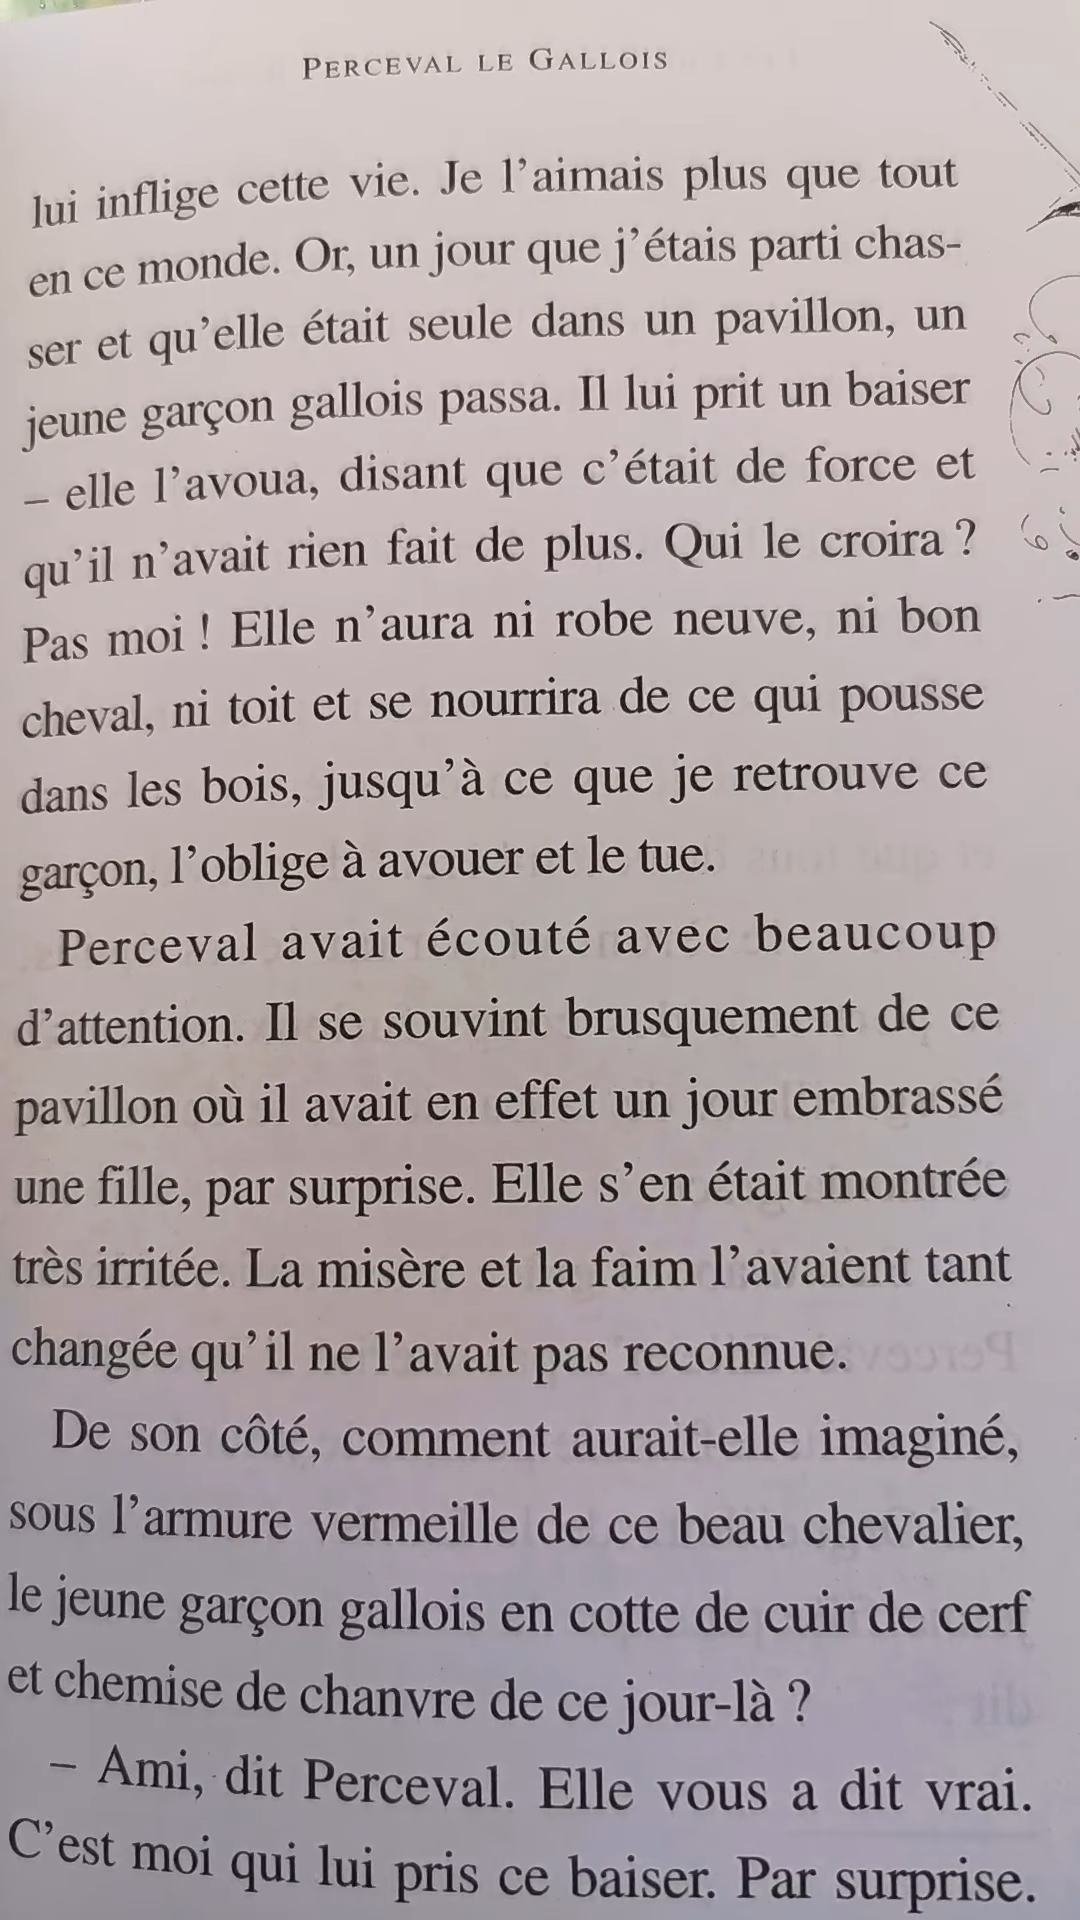 PERCEVAL LE GALLOIS
lui inflige cette vie. Je l’aimais plus que tout
en ce monde. Or, un jour que j’étais parti chas-
ser et qu’elle était seule dans un pavillon, un
jeune garçon gallois passa. Il lui prit un baiser
– elle l’avoua, disant que c’était de force et
qu’il n’avait rien fait de plus. Qui le croira ?
Pas moi ! Elle n’aura ni robe neuve, ni bon
cheval, ni toit et se nourrira de ce qui pousse
dans les bois, jusqu’à ce que je retrouve ce
garçon, l’oblige à avouer et le tue.
Perceval avait écouté avec beaucoup
d’attention. Il se souvint brusquement de ce
pavillon où il avait en effet un jour embrassé
une fille, par surprise. Elle s’en était montrée
très irritée. La misère et la faim l’avaient tant
changée qu’il ne l’avait pas reconnue.
De son côté, comment aurait-elle imaginé,
sous l’armure vermeille de ce beau chevalier,
le jeune garçon gallois en cotte de cuir de cerf
et chemise de chanvre de ce jour-là ?
– Ami, dit Perceval. Elle vous a dit vrai.
C’est moi qui lui pris ce baiser. Par surprise.